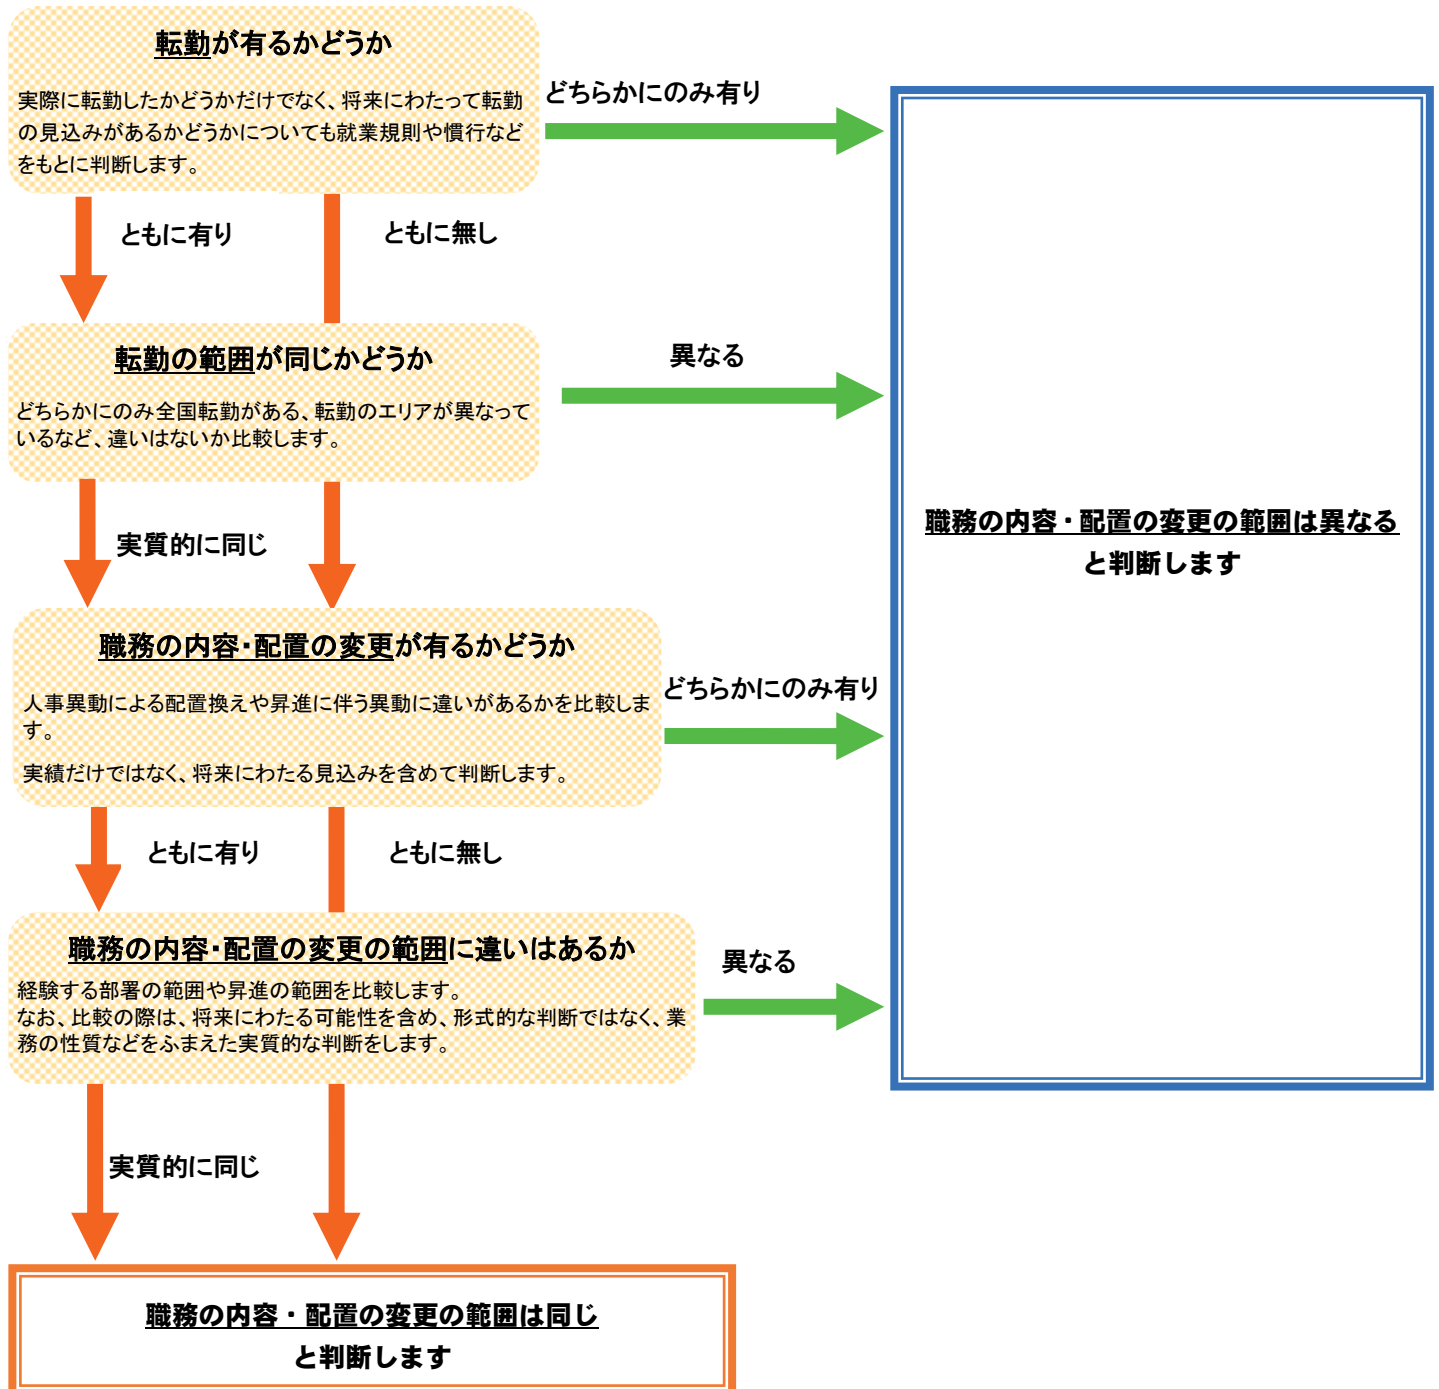 転勤が有るかどうか
実際に転勤したかどうかだけでなく、将来にわたって転勤
の見込みがあるかどうかについても就業規則や慣行など
をもとに判断します。
どちらかにのみ有り
ともに有り
ともに無し
転勤の範囲が同じかどうか
どちらかにのみ全国転勤がある、転勤のエリアが異なって
いるなど、違いはないか比較します。
異なる
実質的に同じ
職務の内容・配置の変更の範囲は異なる
と判断します
職務の内容・配置の変更が有るかどうか
人事異動による配置換えや昇進に伴う異動に違いがあるかを比較しま
す。
実績だけではなく、将来にわたる見込みを含めて判断します。
どちらかにのみ有り
ともに有り
ともに無し
職務の内容・配置の変更の範囲に違いはあるか
経験する部署の範囲や昇進の範囲を比較します。
なお、比較の際は、将来にわたる可能性を含め、形式的な判断ではなく、業
務の性質などをふまえた実質的な判断をします。
異なる
実質的に同じ
職務の内容・配置の変更の範囲は同じ
と判断します